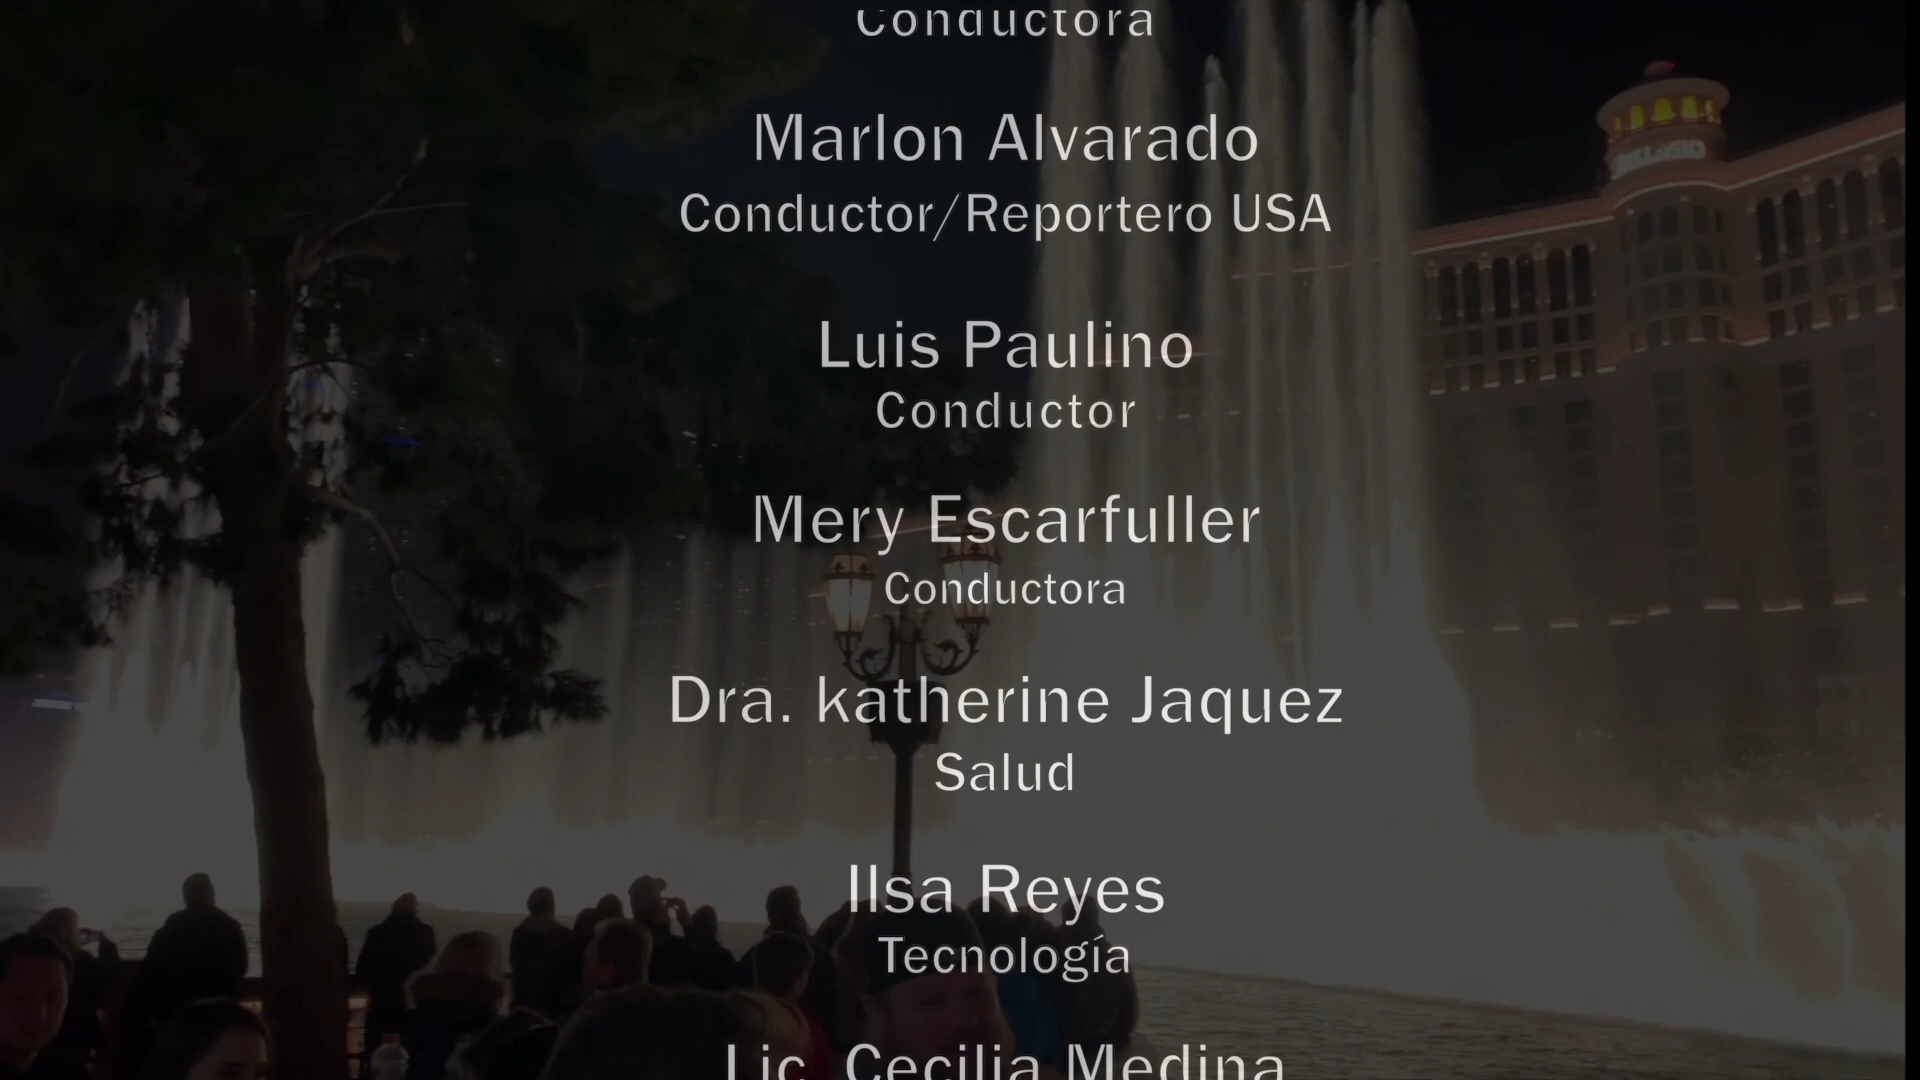 Conductora
Marlon Alvarado
Conductor/Reportero USA
Luis Paulino
Conductor
Mery Escarfuller
Conductora
Dra. katherine Jaquez
Salud
Ilsa Reyes
Tecnología
Lic. Cecilia Medina